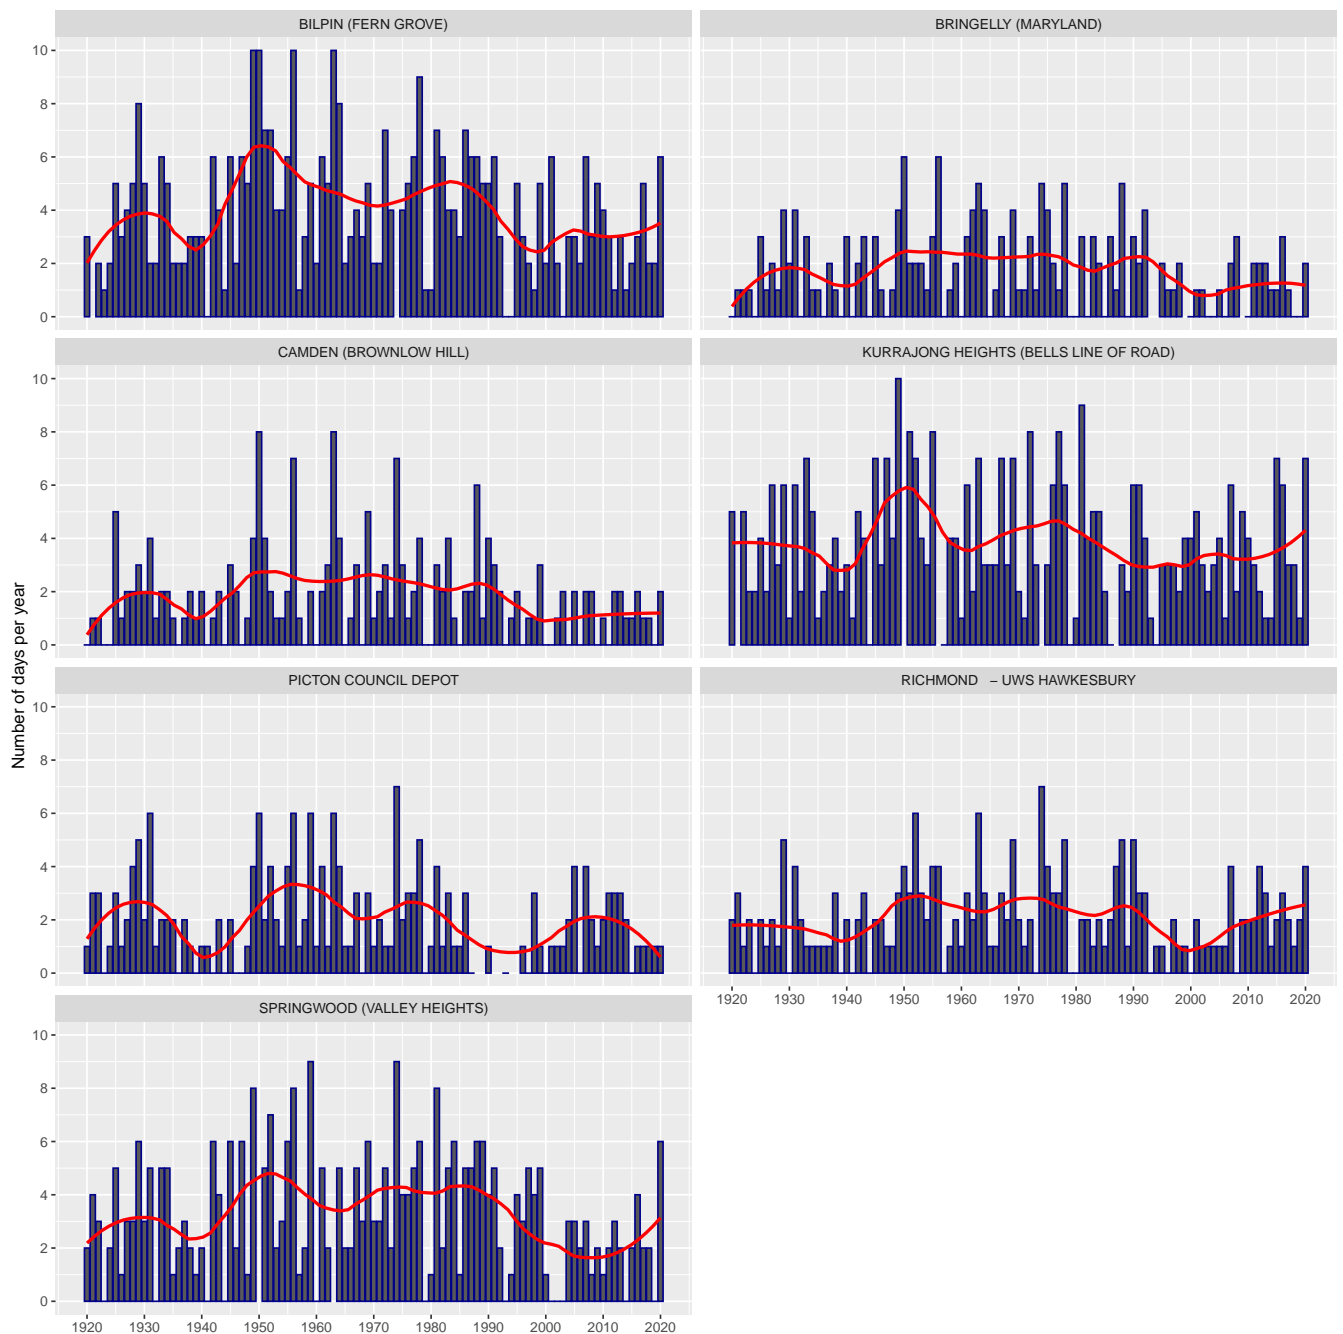 BILPIN (FERN GROVE)
BRINGELLY (MARYLAND)
10
8
6
4
2
0
CAMDEN (BROWNLOW HILL)
KURRAJONG HEIGHTS (BELLS LINE OF ROAD)
10
8
6
4
2
0
Number of days per year
PICTON COUNCIL DEPOT
RICHMOND – UWS HAWKESBURY
10
8
6
4
2
0
1920 1930 1940 1950 1960 1970 1980 1990 2000 2010 2020
SPRINGWOOD (VALLEY HEIGHTS)
10
8
6
4
2
0
1920 1930 1940 1950 1960 1970 1980 1990 2000 2010 2020